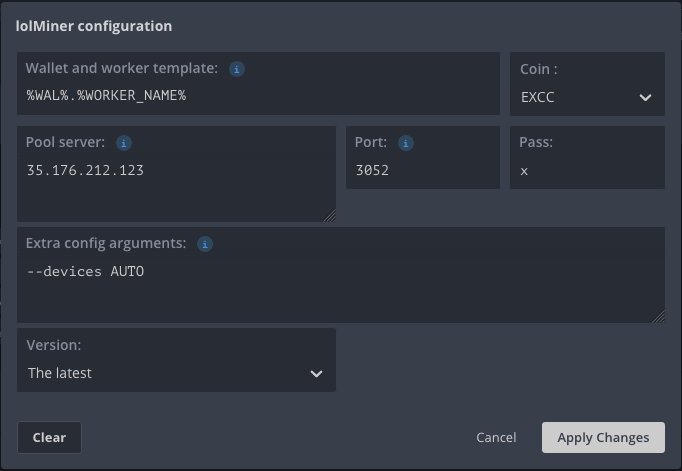 lolMiner configuration
Wallet and worker template: i
%WAL%.%WORKER_NAME%
Coin :
EXCC
Pool server: i
35.176.212.123
Port: i
3052
Pass:
x
Extra config arguments: i
--devices AUTO
Version:
The latest
Clear
Cancel
Apply Changes